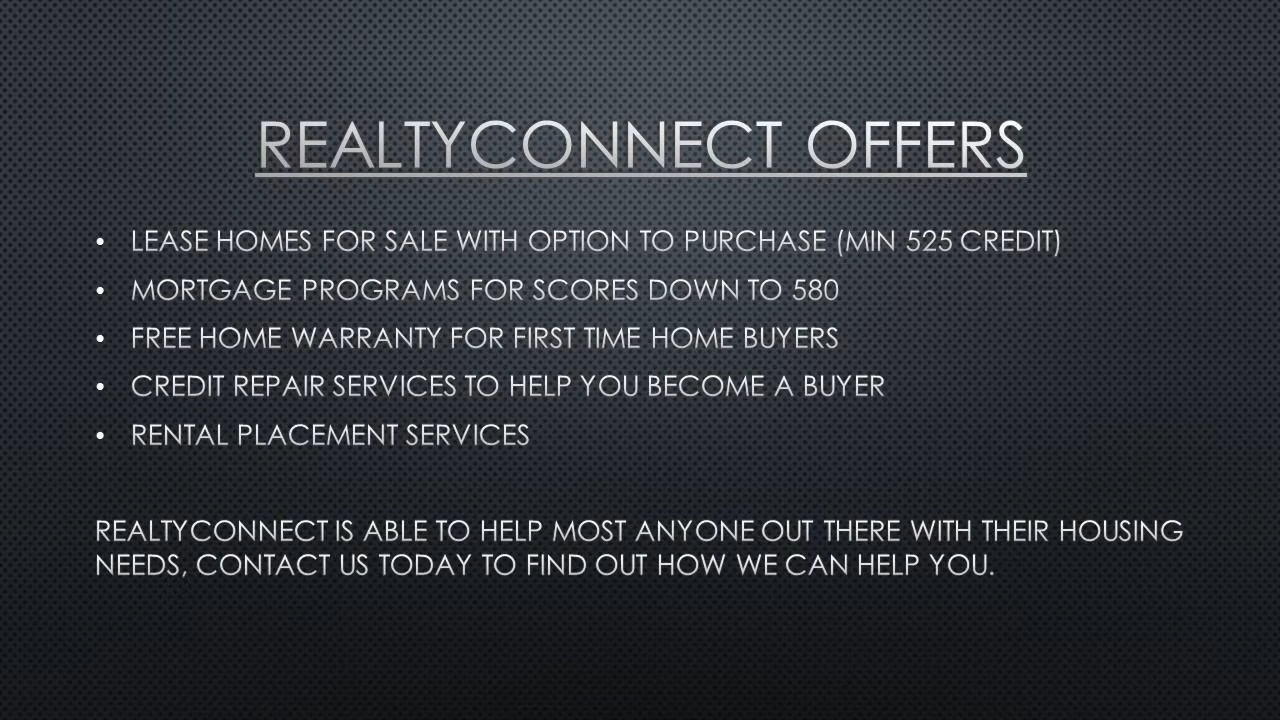 REALTYCONNECT OFFERS
• LEASE HOMES FOR SALE WITH OPTION TO PURCHASE (MIN 525 CREDIT)
• MORTGAGE PROGRAMS FOR SCORES DOWN TO 580
• FREE HOME WARRANTY FOR FIRST TIME HOME BUYERS
• CREDIT REPAIR SERVICES TO HELP YOU BECOME A BUYER
• RENTAL PLACEMENT SERVICES
REALTYCONNECT IS ABLE TO HELP MOST ANYONE OUT THERE WITH THEIR HOUSING
NEEDS, CONTACT US TODAY TO FIND OUT HOW WE CAN HELP YOU.